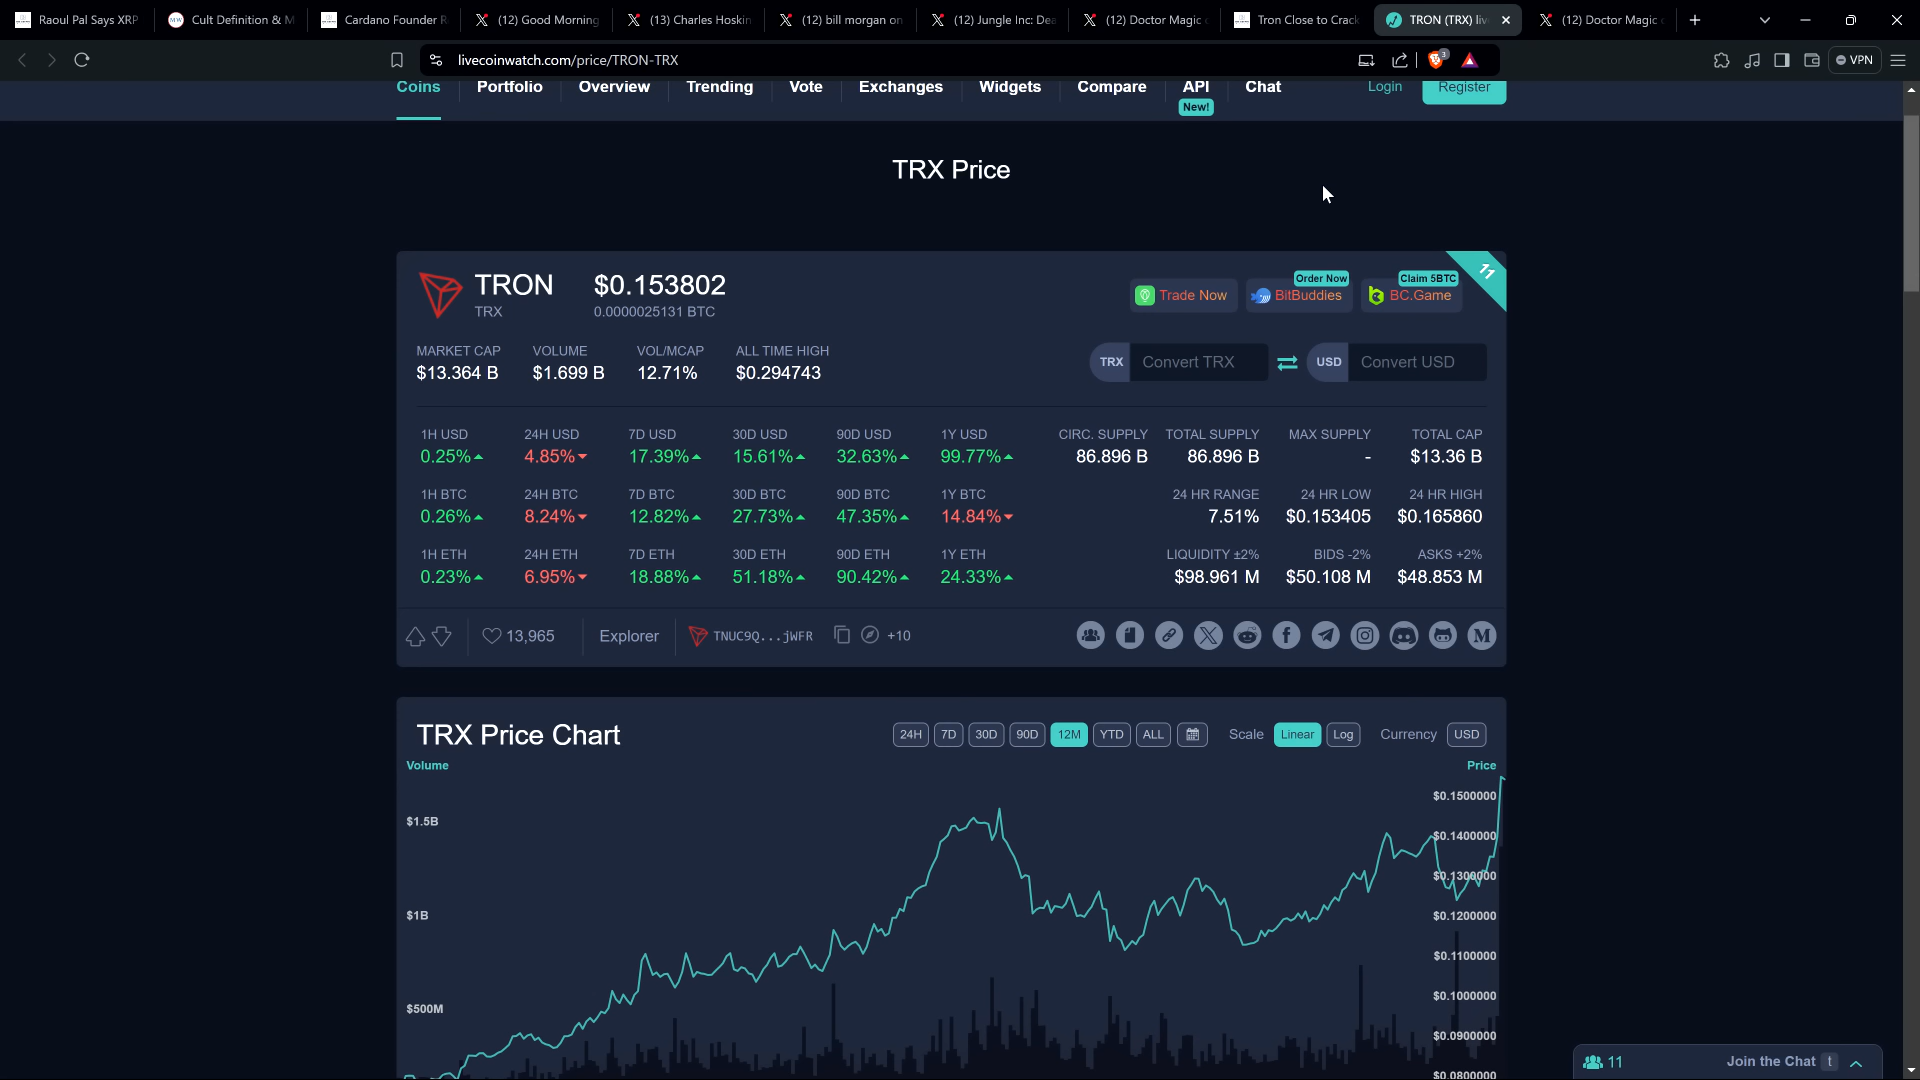 Raoul Pal Says XRP
Cult Definition & M
Cardano Founder R
(12) Good Morning
(13) Charles Hoskin
(12) bill morgan on
(12) Jungle Inc: Dea
(12) Doctor Magic
Tron Close to Crack
TRON (TRX) liv
(12) Doctor Magic
livecoinwatch.com/price/TRON-TRX
3
VPN
Coins Portfolio Overview Trending Vote Exchanges Widgets Compare API Chat Login Register
New!
TRX Price
11
TRON $0.153802
TRX 0.0000025131 BTC
Trade Now
Order Now
BitBuddies
Claim 5BTC
BC.Game
MARKET CAP VOLUME VOL/MCAP ALL TIME HIGH
$13.364 B $1.699 B 12.71% $0.294743
TRX Convert TRX USD Convert USD
1H USD 24H USD 7D USD 30D USD 90D USD 1Y USD CIRC. SUPPLY TOTAL SUPPLY MAX SUPPLY TOTAL CAP
0.25% 4.85% 17.39% 15.61% 32.63% 99.77% 86.896 B 86.896 B - $13.36 B
1H BTC 24H BTC 7D BTC 30D BTC 90D BTC 1Y BTC 24 HR RANGE 24 HR LOW 24 HR HIGH
0.26% 8.24% 12.82% 27.73% 47.35% 14.84% 7.51% $0.153405 $0.165860
1H ETH 24H ETH 7D ETH 30D ETH 90D ETH 1Y ETH LIQUIDITY ±2% BIDS -2% ASKS +2%
0.23% 6.95% 18.88% 51.18% 90.42% 24.33% $98.961 M $50.108 M $48.853 M
13,965 Explorer TNUC9Q...jWFR +10
TRX Price Chart 24H 7D 30D 90D 12M YTD ALL Scale Linear Log Currency USD
Volume Price
$0.1500000
$1.5B
$0.1400000
$0.1300000
$1B $0.1200000
$0.1100000
$0.1000000
$500M
$0.0900000
$0.0800000
11 Join the Chat t